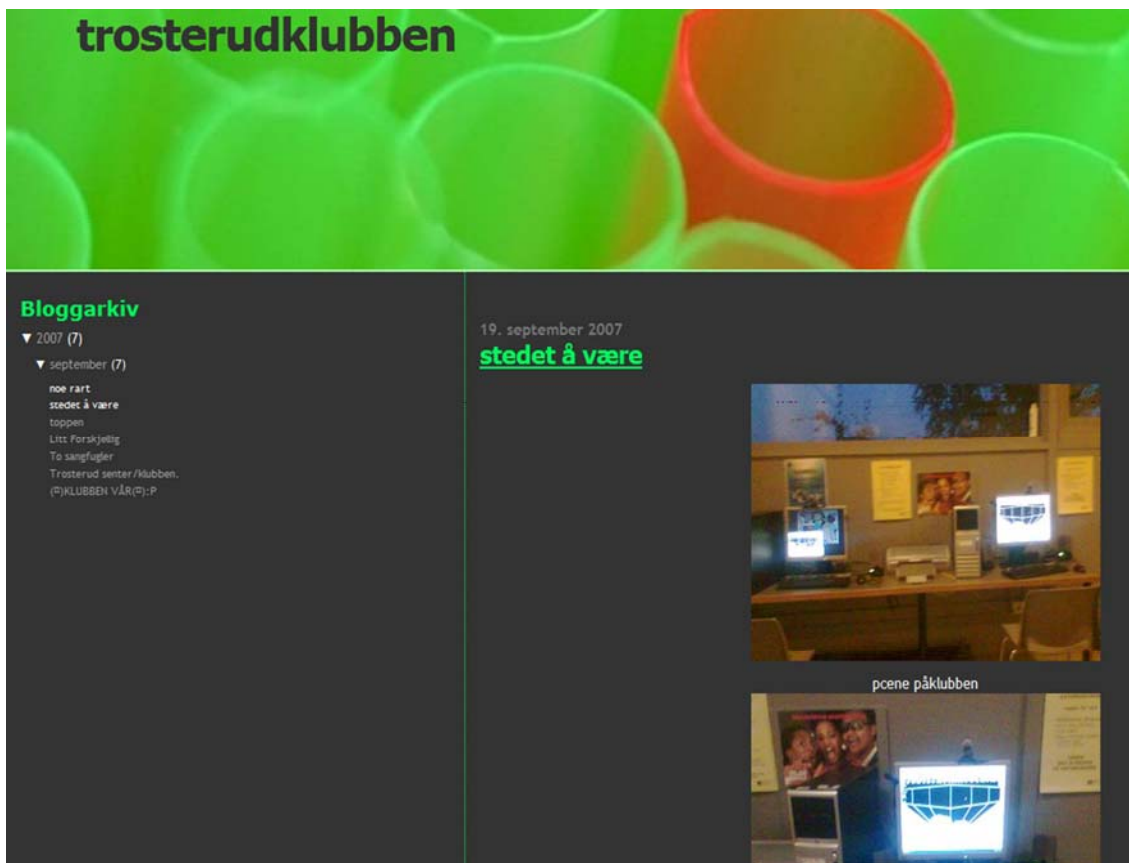 trosterudklubben
Bloggarkiv
▼ 2007 (7)
▼ september (7)
noe rart
stedet å være
toppen
Litt Forskjellig
To sangfugler
Trosterud senter/klubben.
(¤)KLUBBEN VÅR(¤):P
19. september 2007
stedet å være
pcene påklubben